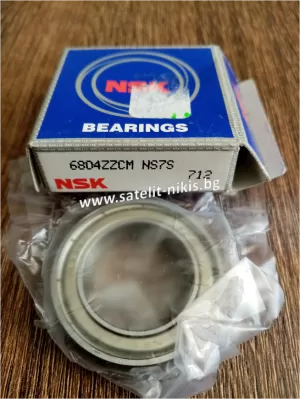 NSK
BEARINGS
6804ZZCM NS7S
NSK 712
www.satelit-nikis.bg